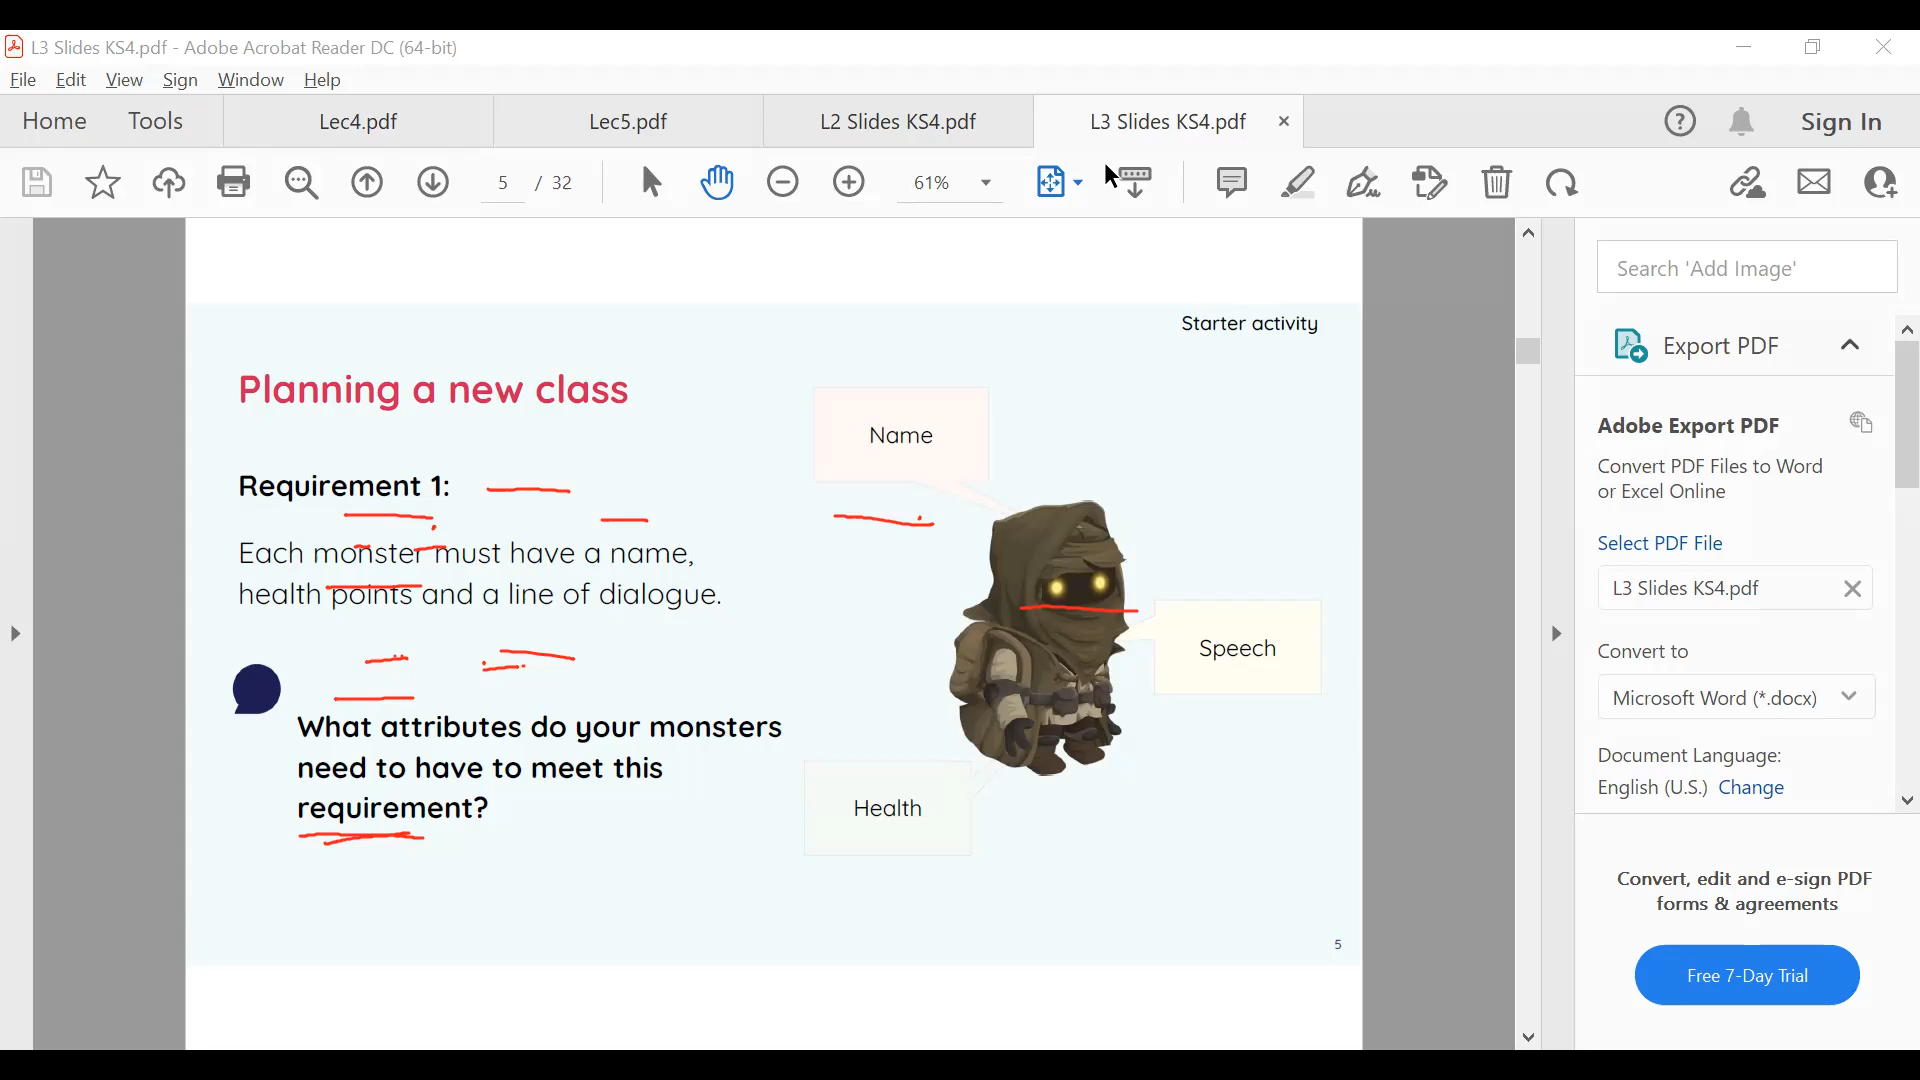 L3 Slides KS4.pdf - Adobe Acrobat Reader DC (64-bit)
File Edit View Sign Window Help
Home Tools Lec4.pdf Lec5.pdf L2 Slides KS4.pdf L3 Slides KS4.pdf Sign In
5 / 32 61%
Search 'Add Image'
Starter activity
Export PDF
Planning a new class
Name
Adobe Export PDF
Convert PDF Files to Word
or Excel Online
Requirement 1:
Each monster must have a name,
health points and a line of dialogue.
Select PDF File
L3 Slides KS4.pdf
Speech
Convert to
Microsoft Word (*.docx)
What attributes do your monsters
need to have to meet this
requirement?
Health
Document Language:
English (U.S.) Change
Convert, edit and e-sign PDF
forms & agreements
5
Free 7-Day Trial